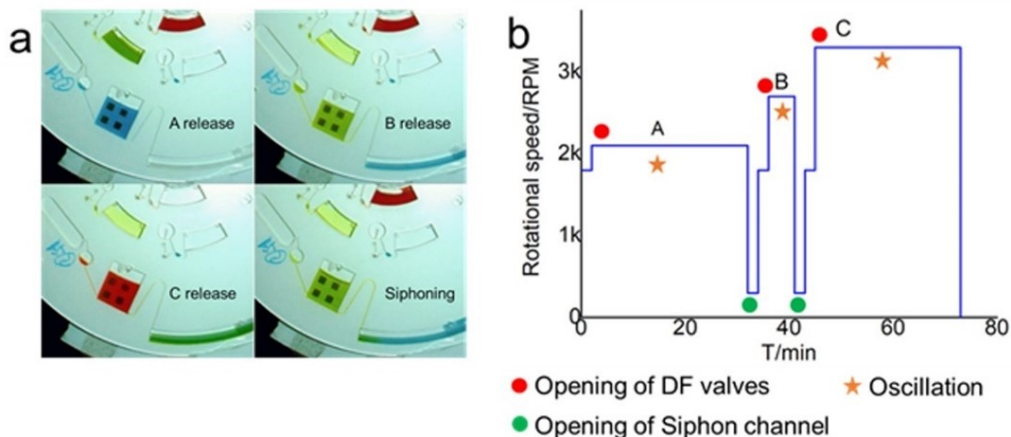 a
A release
B release
C release
Siphoning
b
Rotational speed/RPM
3k
2k
1k
0
A
B
C
0
20
40
60
80
T/min
Opening of DF valves
Oscillation
Opening of Siphon channel